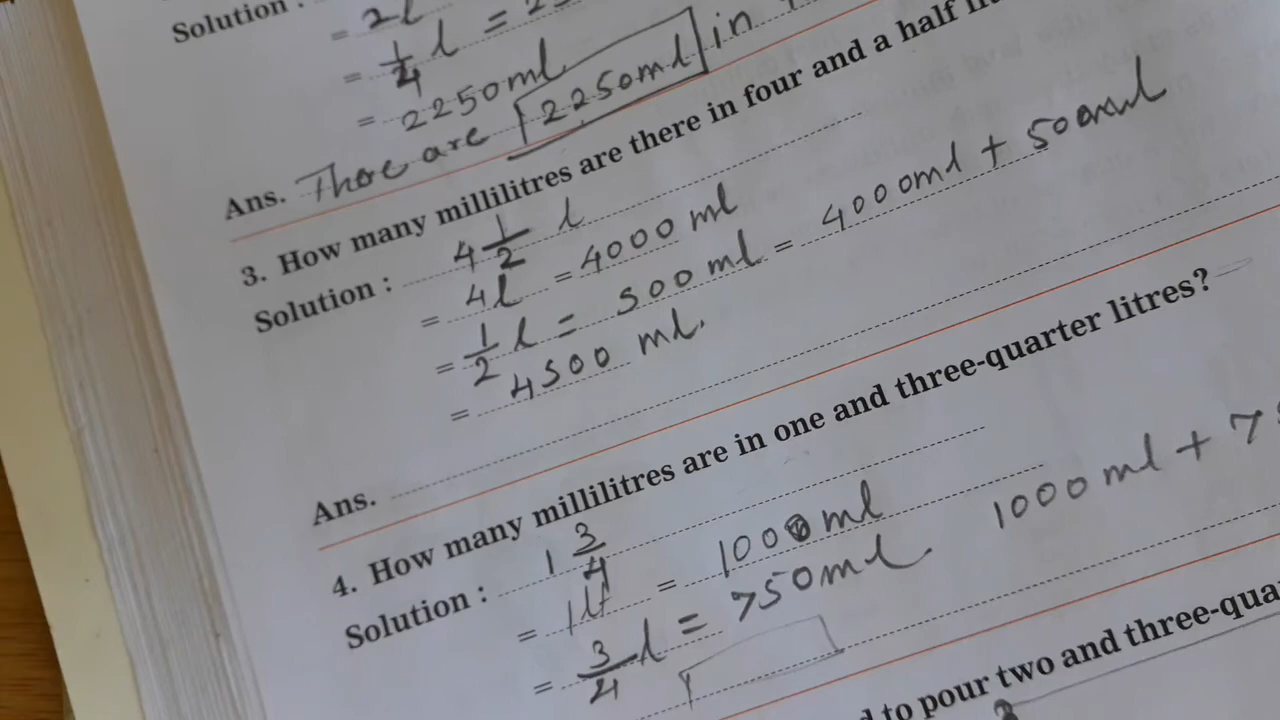 Solution :
= 2l
= 1/4 l = 25
= 2250ml
Ans. There are 2250ml in
3. How many millilitres are there in four and a half
Solution : 4 1/2 l
= 4l = 4000 ml
= 1/2 l = 500 ml = 4000ml + 500ml
= 4500 ml.
Ans.
4. How many millilitres are in one and three-quarter litres?
Solution : 1 3/4
= 1lt = 1000 ml 1000 ml + 7
= 3/4 l = 750ml.
to pour two and three-qua